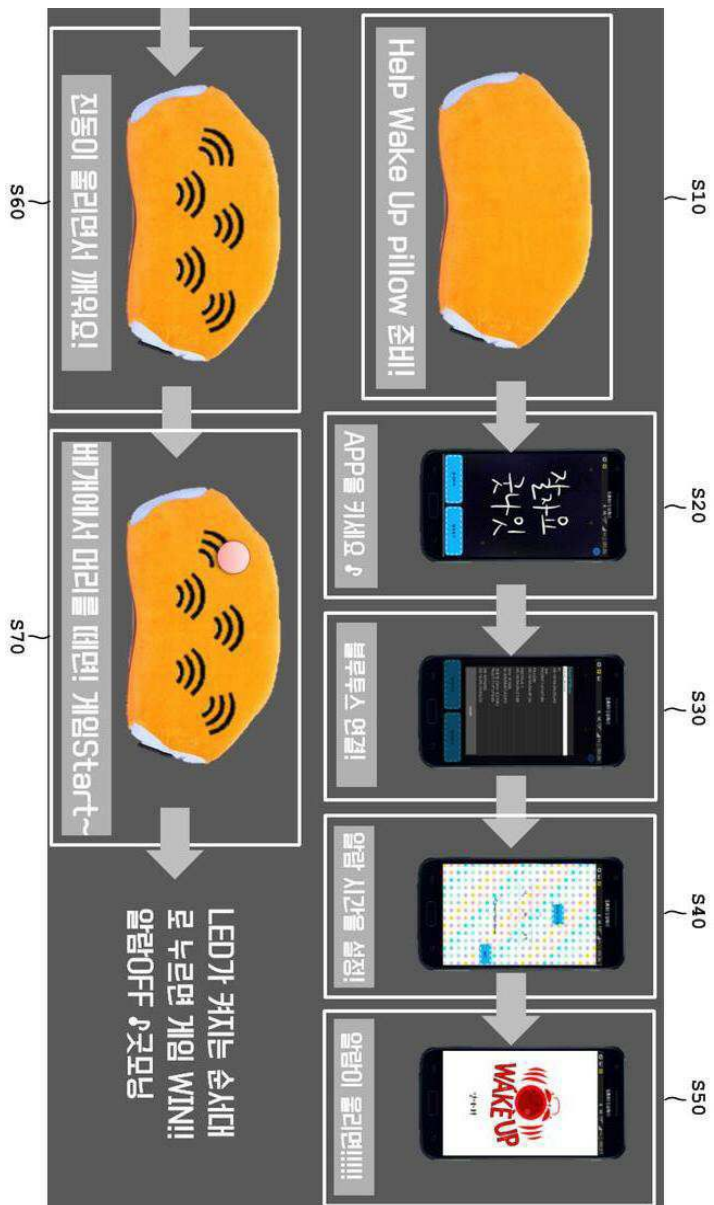 S10
Help Wake Up pillow 준비!
S20
잘자요
굿나잇
APP을 키세요 ♪
S30
블루투스 연결!
S40
알람 시간을 설정!
S50
WAKE UP
알람이 울리면!!!!!
S60
진동이 울리면서 깨워요!
S70
베개에서 머리를 떼면! 게임Start~
LED가 켜지는 순서대
로 누르면 게임 WIN!!
알람OFF ♪굿모닝